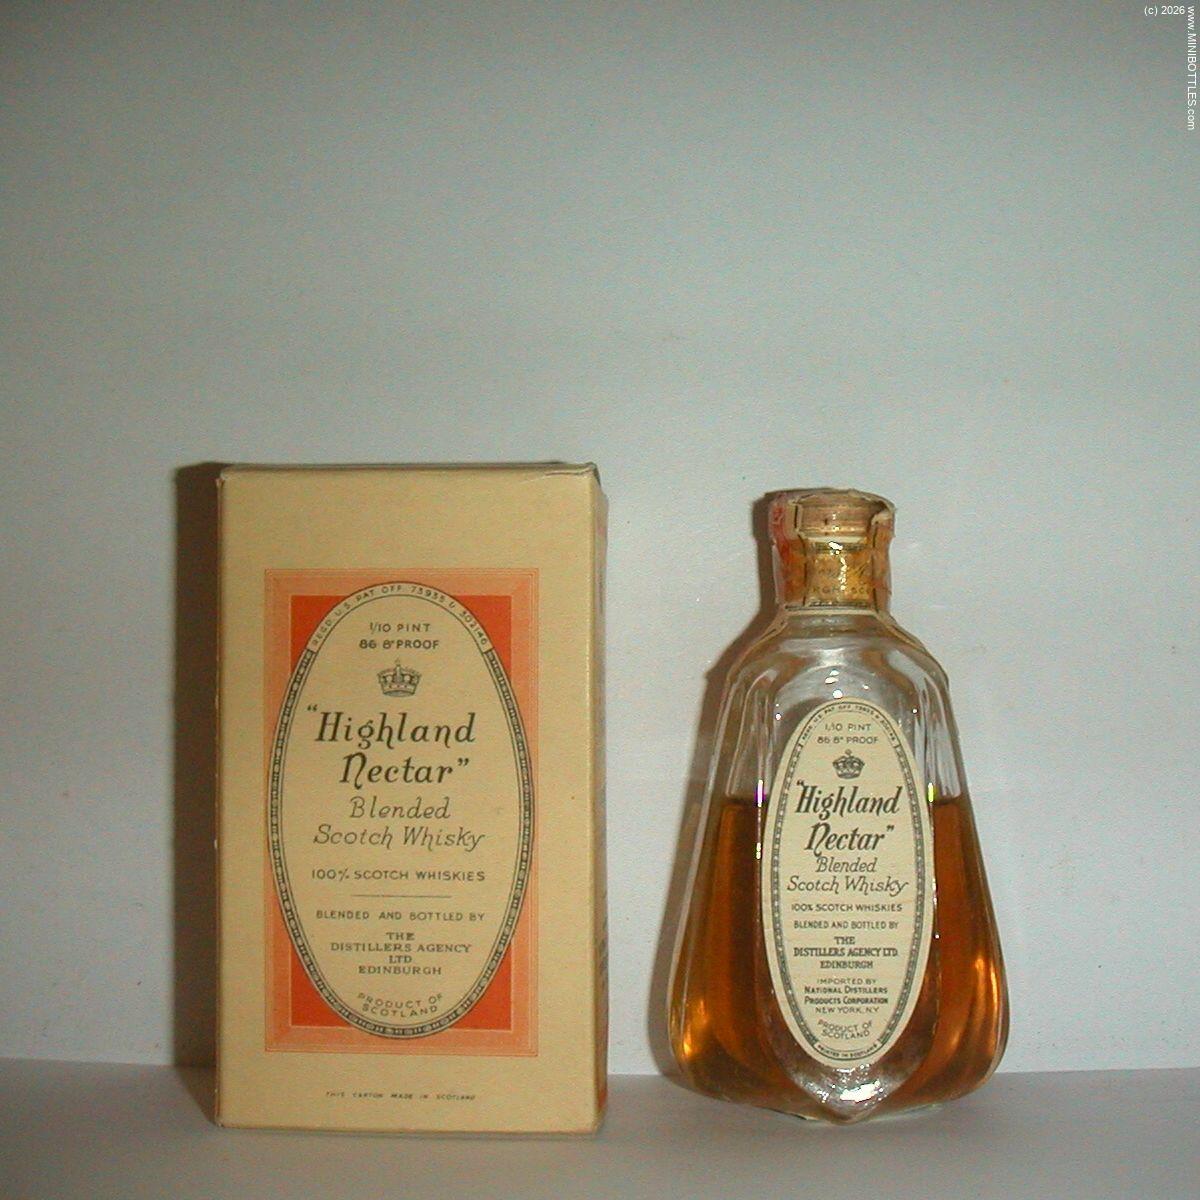 (c) 2026 www.MINIBOTTLES.com
REGD U.S. PAT OFF. 73935 & 302146
1/10 PINT
86·8° PROOF
"Highland
Nectar"
Blended
Scotch Whisky
100% SCOTCH WHISKIES
BLENDED AND BOTTLED BY
THE
DISTILLERS AGENCY
LTD
EDINBURGH
PRODUCT OF
SCOTLAND
THIS CARTON MADE IN SCOTLAND
1/10 PINT
86·8° PROOF
"Highland
Nectar"
Blended
Scotch Whisky
100% SCOTCH WHISKIES
BLENDED AND BOTTLED BY
THE
DISTILLERS AGENCY LTD.
EDINBURGH
IMPORTED BY
NATIONAL DISTILLERS
PRODUCTS CORPORATION
NEW YORK, N.Y.
PRODUCT OF
SCOTLAND
PRINTED IN SCOTLAND